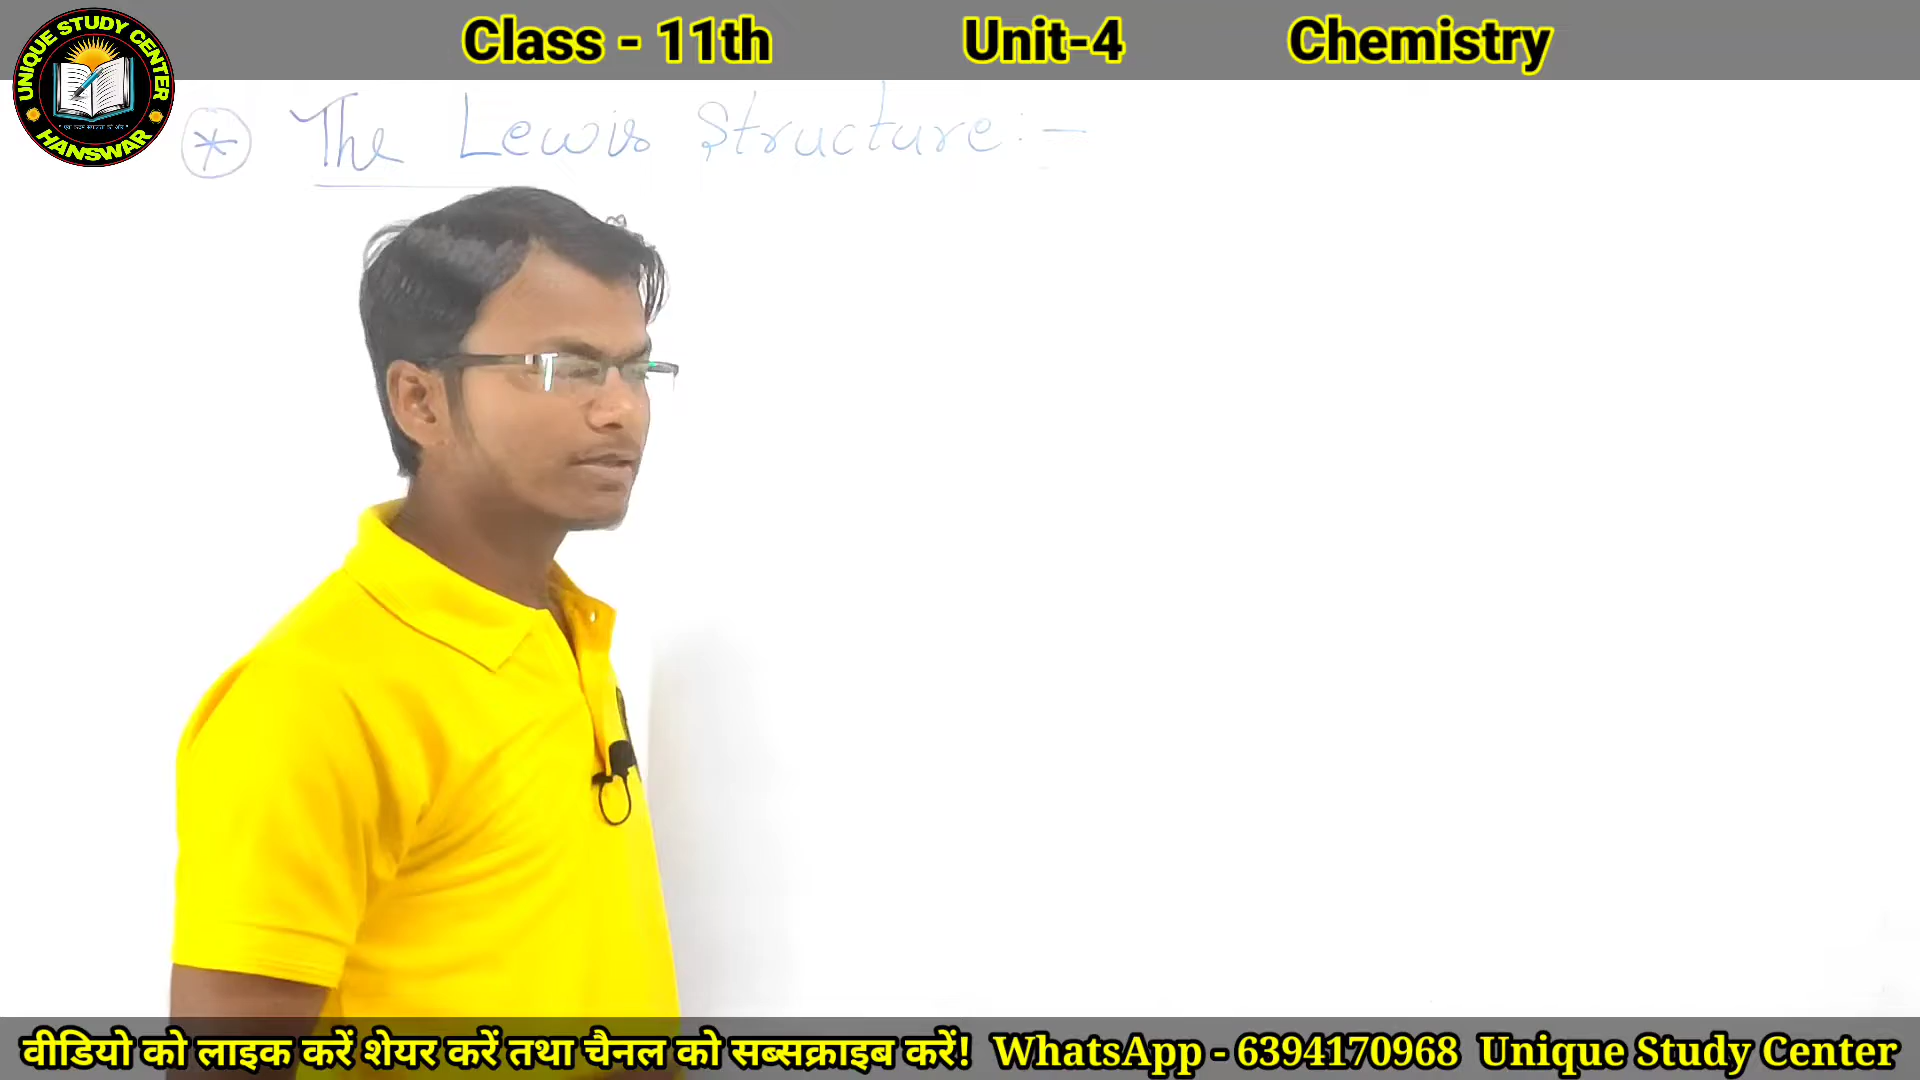 Class - 11th Unit-4 Chemistry
UNIQUE STUDY CENTER
HANSWAR
* The Lewis Structure :-
वीडियो को लाइक करें शेयर करें तथा चैनल को सब्सक्राइब करें! WhatsApp - 6394170968 Unique Study Center